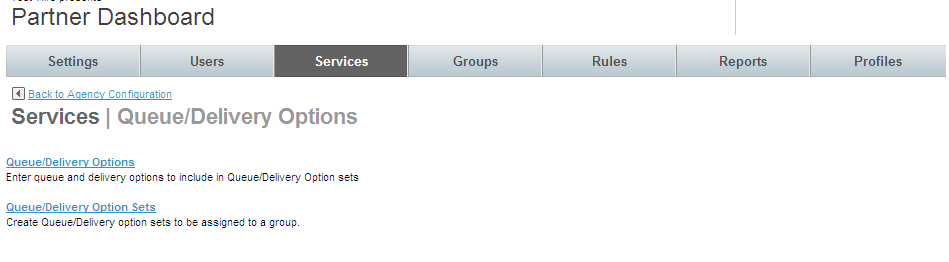 Partner Dashboard
Settings Users Services Groups Rules Reports Profiles
Back to Agency Configuration
Services | Queue/Delivery Options
Queue/Delivery Options
Enter queue and delivery options to include in Queue/Delivery Option sets
Queue/Delivery Option Sets
Create Queue/Delivery option sets to be assigned to a group.